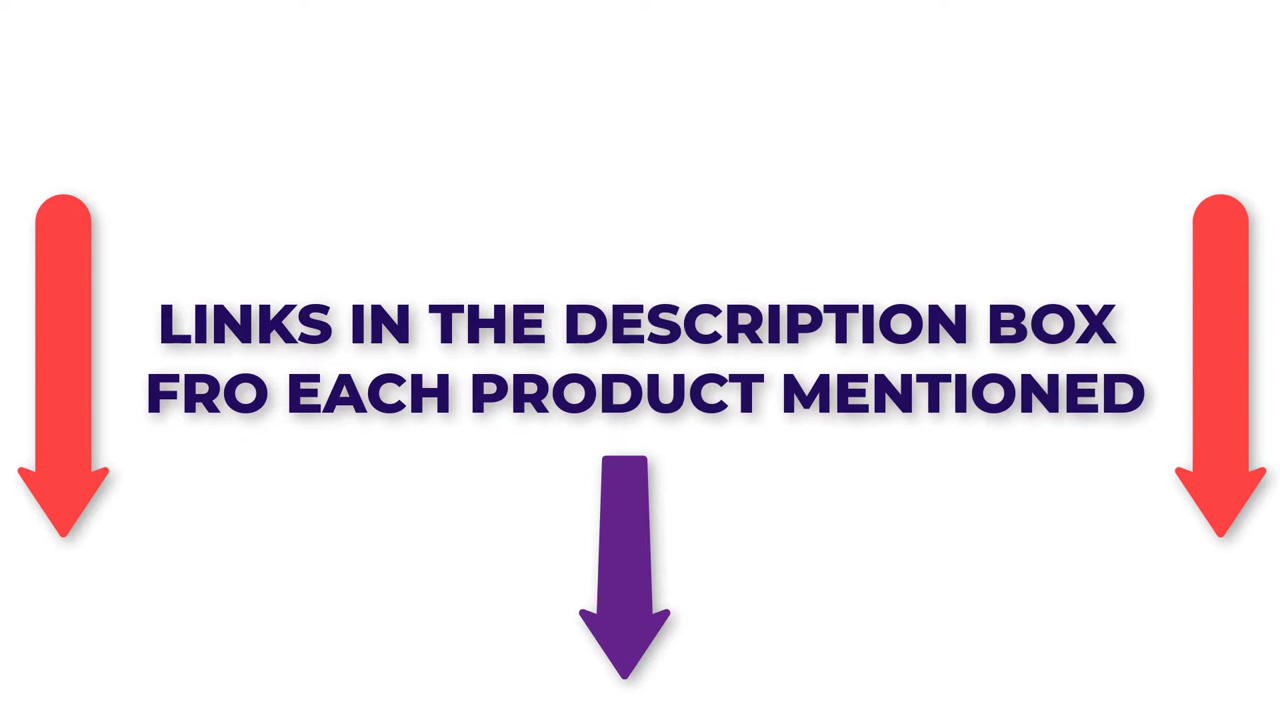 LINKS IN THE DESCRIPTION BOX
FRO EACH PRODUCT MENTIONED